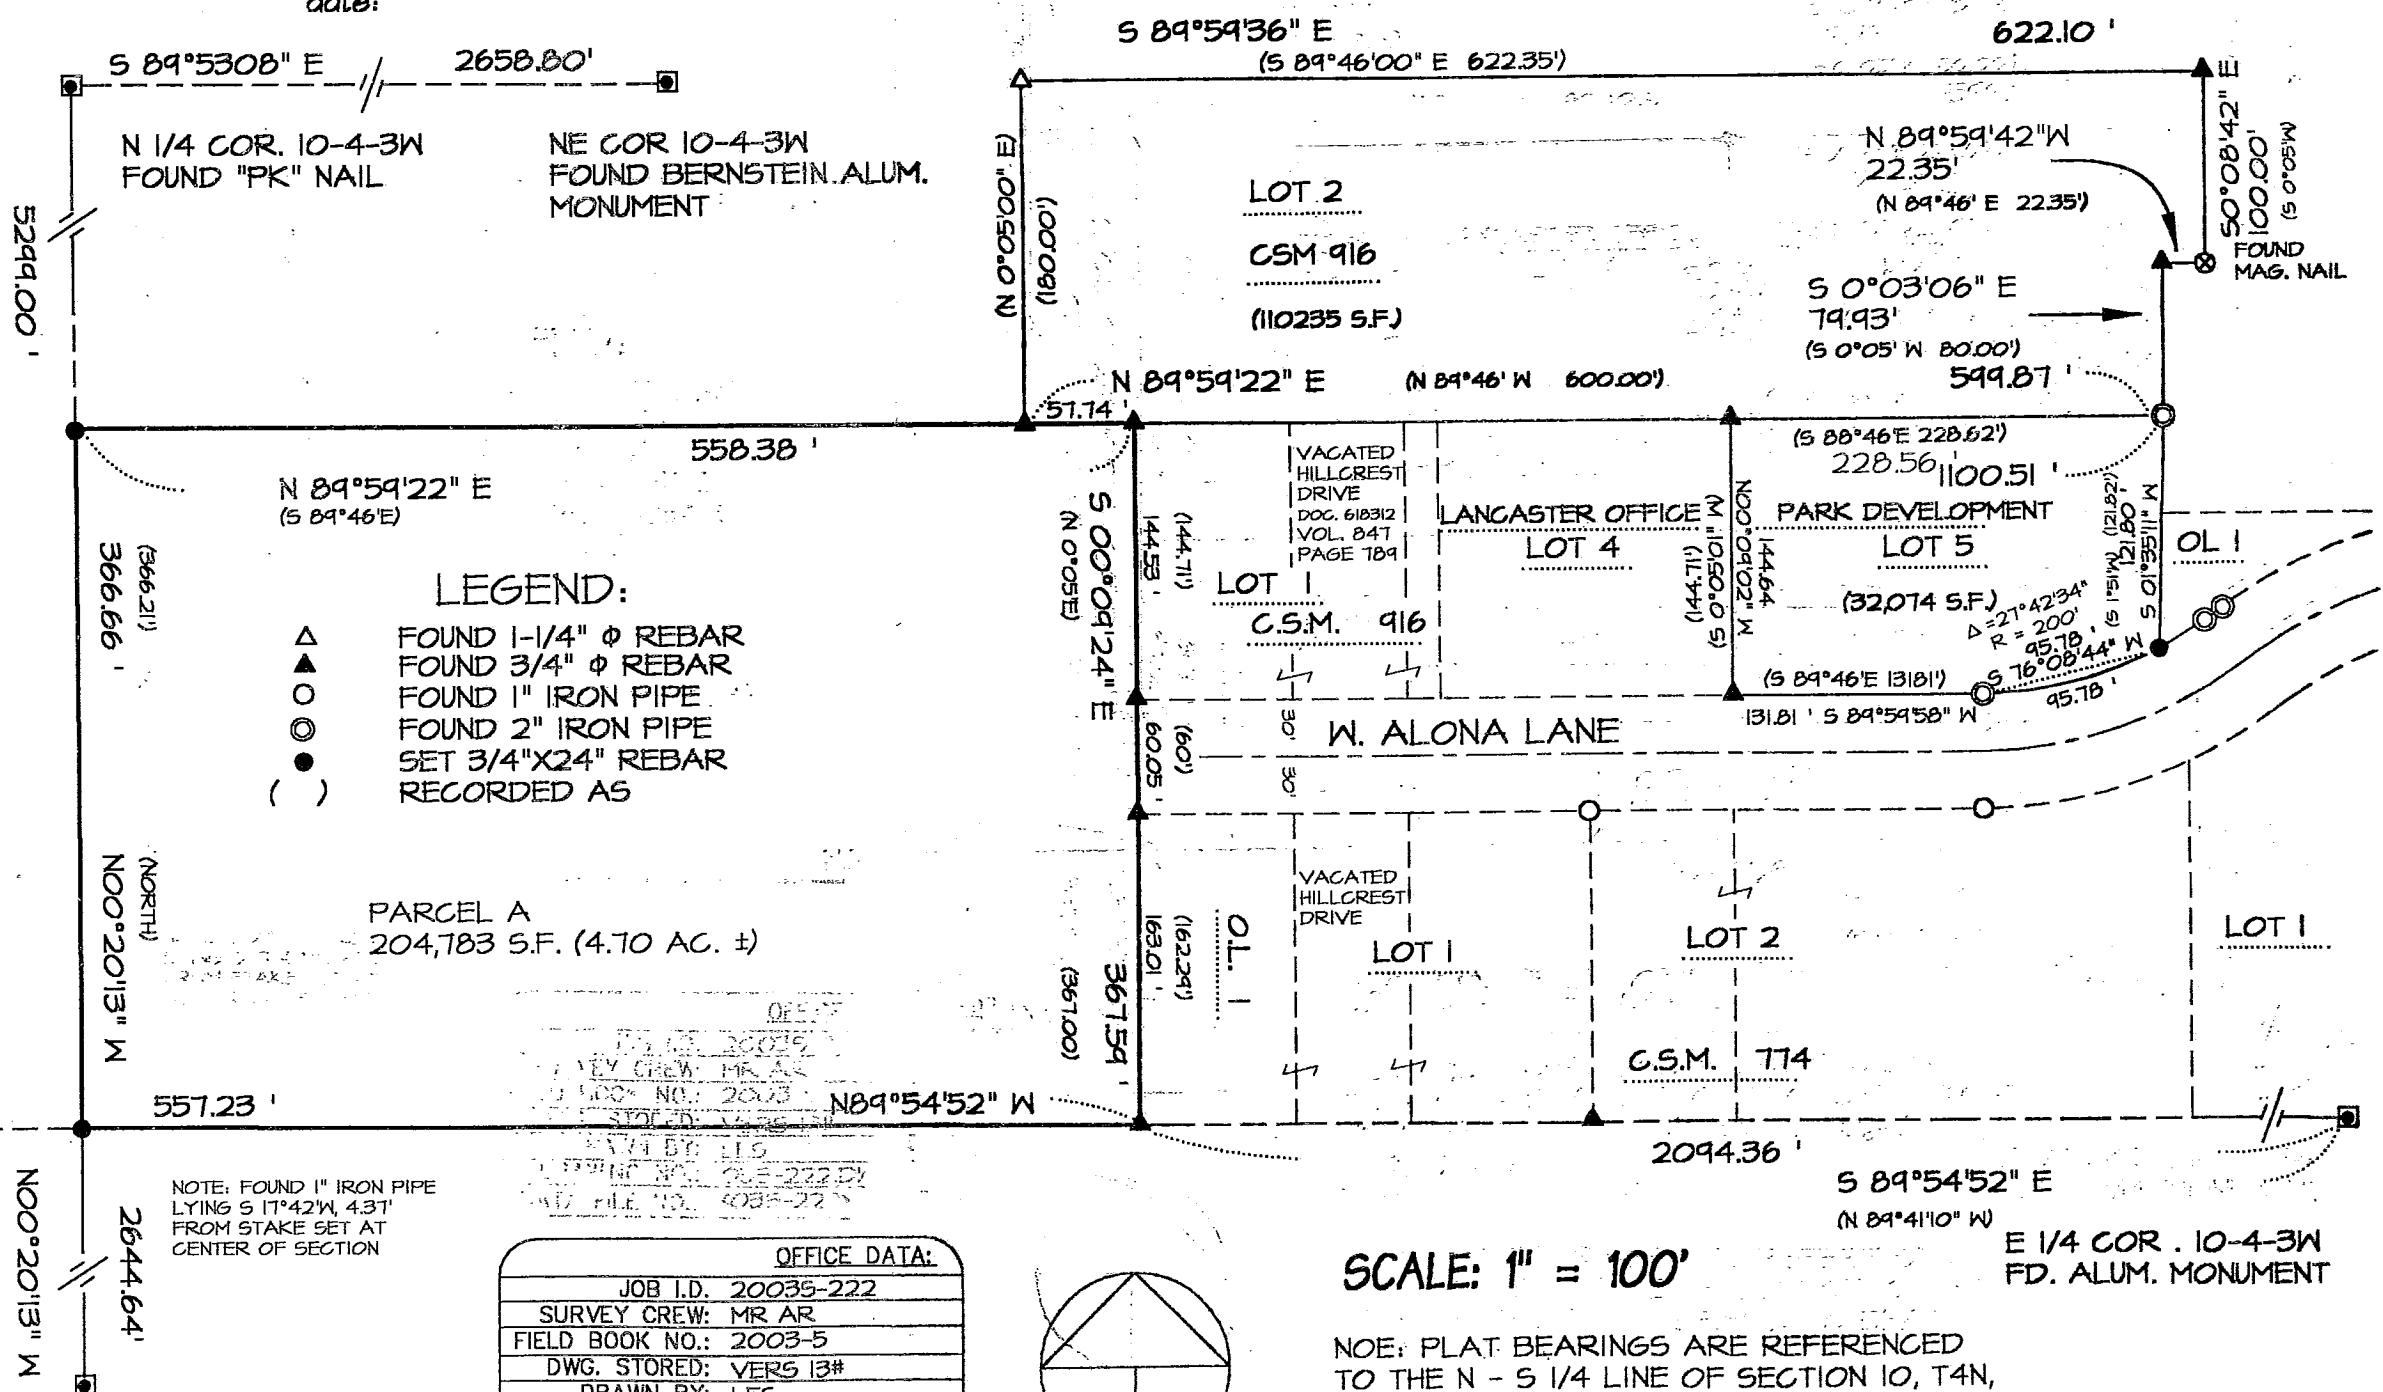 date:
S 89°59'36" E
622.10 '
(S 89°46'00" E 622.35')
S 89°5308" E
2658.80'
N 1/4 COR. 10-4-3W
FOUND "PK" NAIL
NE COR 10-4-3W
FOUND BERNSTEIN ALUM.
MONUMENT
5299.00 '
(N 0°05'00" E)
(180.00')
LOT 2
CSM 916
(110235 S.F.)
N 89°59'42"W
22.35'
(N 89°46' E 22.35')
S0°08'42" E
100.00'
(S 0°05'W)
FOUND
MAG. NAIL
S 0°03'06" E
79.93'
(S 0°05' W 80.00')
599.87 '
N 89°59'22" E
(N 89°46' W 600.00')
57.74 '
558.38 '
N 89°59'22" E
(S 89°46'E)
366.66 '
(366.21')
N00°20'13" W
(NORTH)
LEGEND:
△ FOUND 1-1/4" Φ REBAR
▲ FOUND 3/4" Φ REBAR
○ FOUND 1" IRON PIPE
◎ FOUND 2" IRON PIPE
● SET 3/4"X24" REBAR
( ) RECORDED AS
PARCEL A
204,783 S.F. (4.70 AC. ±)
S 00°09'24" E
(N 0°05'E)
367.59 '
(367.00)
144.53 '
(144.71')
60.05 '
(60')
163.01 '
(162.29')
VACATED
HILLCREST
DRIVE
DOC. 618312
VOL. 847
PAGE 789
LOT 1
C.S.M. 916
LANCASTER OFFICE
PARK DEVELOPMENT
LOT 4
LOT 5
(32,074 S.F.)
(S 88°46'E 228.62')
228.56 '
1100.51 '
N00°09'02" W
144.64
(S 0°05'01" W)
(144.71')
S 01°35'11" W
121.80'
(S 1°51'W) (121.82')
OL 1
Δ =27°42'34"
R = 200'
95.78 '
S 76°08'44" W
95.78 '
(S 89°46'E 131.81')
131.81 ' S 89°59'58" W
W. ALONA LANE
30'
30'
VACATED
HILLCREST
DRIVE
O.L. 1
LOT 1
LOT 2
LOT 1
C.S.M. 774
557.23 '
N89°54'52" W
2094.36 '
S 89°54'52" E
(N 89°41'10" W)
E 1/4 COR . 10-4-3W
FD. ALUM. MONUMENT
N00°20'13" W
2644.64'
NOTE: FOUND 1" IRON PIPE
LYING S 17°42'W, 4.37'
FROM STAKE SET AT
CENTER OF SECTION
OFFICE DATA:
JOB I.D. 20035-222
SURVEY CREW: MR AR
FIELD BOOK NO.: 2003-5
DWG. STORED: VERS 13#
DRAWN BY: LFS
SCALE: 1" = 100'
NOE: PLAT BEARINGS ARE REFERENCED
TO THE N - S 1/4 LINE OF SECTION 10, T4N,